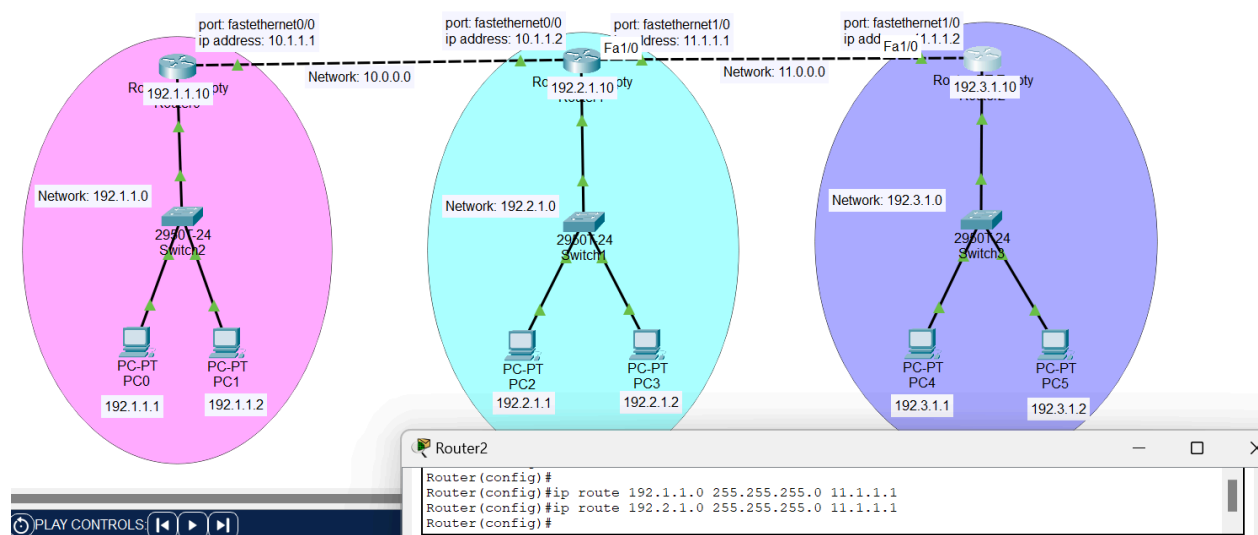 port: fastethernet0/0
ip address: 10.1.1.1
port: fastethernet0/0
ip address: 10.1.1.2
port: fastethernet1/0
dress: 11.1.1.1
Fa1/0
port: fastethernet1/0
ip add
11.1.1.2
Fa1/0
Network: 10.0.0.0
Network: 11.0.0.0
192.1.1.10
192.2.1.10
192.3.1.10
Network: 192.1.1.0
Network: 192.2.1.0
Network: 192.3.1.0
2950T-24
Switch2
2950T-24
Switch1
2950T-24
Switch3
PC-PT
PC0
192.1.1.1
PC-PT
PC1
192.1.1.2
PC-PT
PC2
192.2.1.1
PC-PT
PC3
192.2.1.2
PC-PT
PC4
192.3.1.1
PC-PT
PC5
192.3.1.2
Router2
Router(config)#
Router(config)#ip route 192.1.1.0 255.255.255.0 11.1.1.1
Router(config)#ip route 192.2.1.0 255.255.255.0 11.1.1.1
Router(config)#
PLAY CONTROLS: